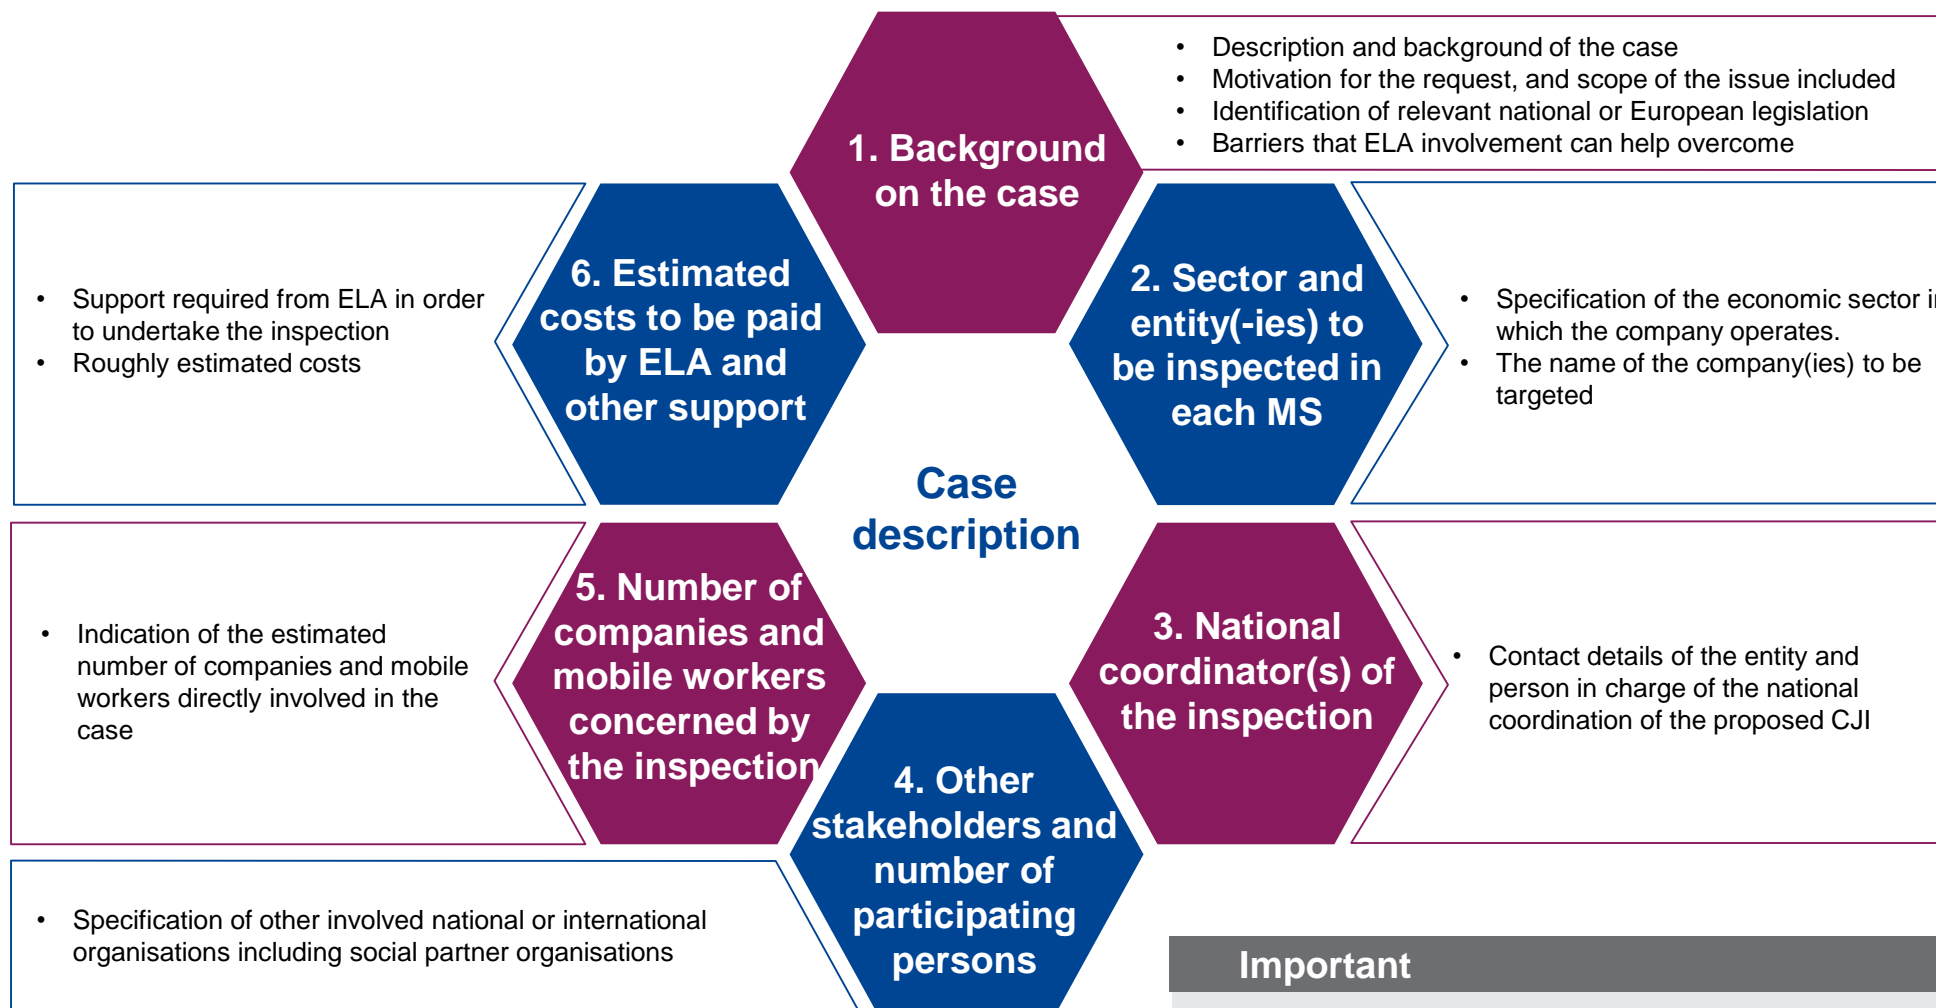 • Description and background of the case
• Motivation for the request, and scope of the issue included
• Identification of relevant national or European legislation
• Barriers that ELA involvement can help overcome
1. Background
on the case
• Support required from ELA in order
to undertake the inspection
• Roughly estimated costs
6. Estimated
costs to be paid
by ELA and
other support
2. Sector and
entity(-ies) to
be inspected in
each MS
• Specification of the economic sector in
which the company operates.
• The name of the company(ies) to be
targeted
Case
description
• Indication of the estimated
number of companies and mobile
workers directly involved in the
case
5. Number of
companies and
mobile workers
concerned by
the inspection
3. National
coordinator(s) of
the inspection
• Contact details of the entity and
person in charge of the national
coordination of the proposed CJI
4. Other
stakeholders and
number of
participating
persons
• Specification of other involved national or international
organisations including social partner organisations
Important